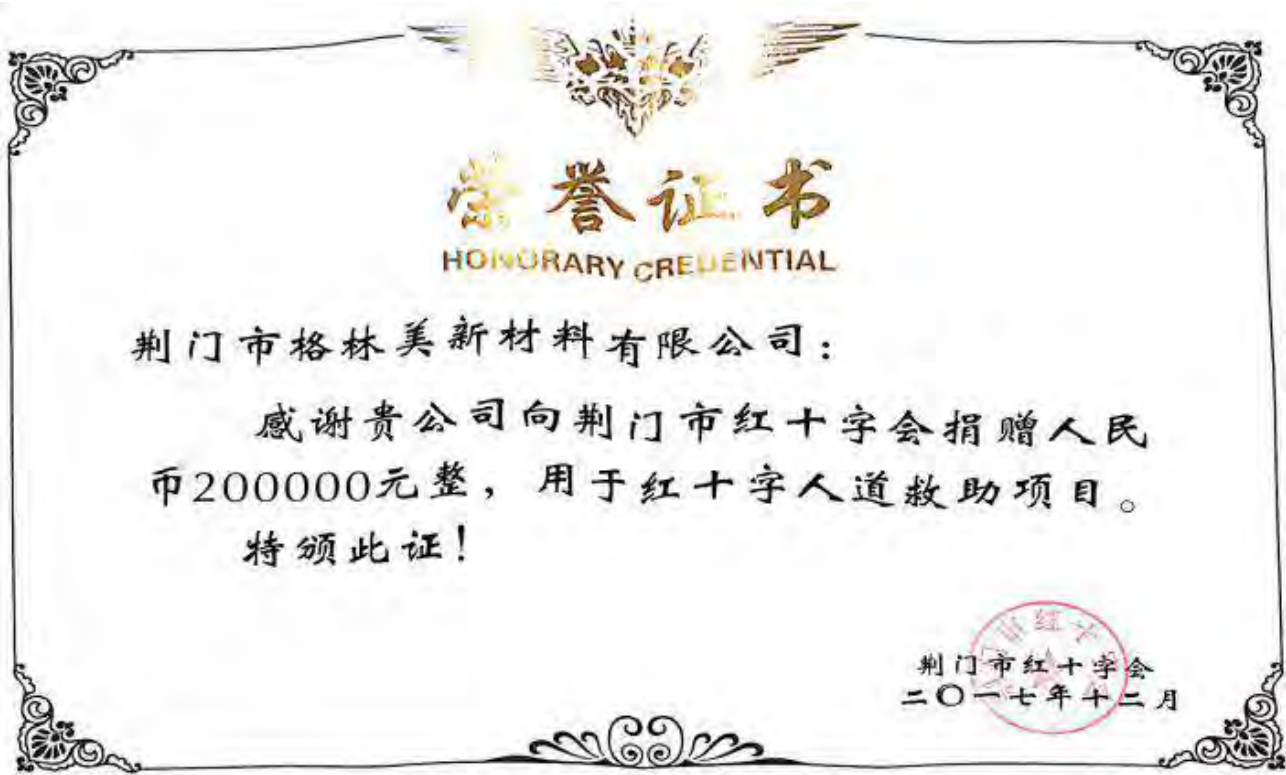 荣誉证书
HONORARY CREDENTIAL
荆门市格林美新材料有限公司：
感谢贵公司向荆门市红十字会捐赠人民
币200000元整，用于红十字人道救助项目。
特颁此证！
荆门市红十字会
二〇一七年十二月